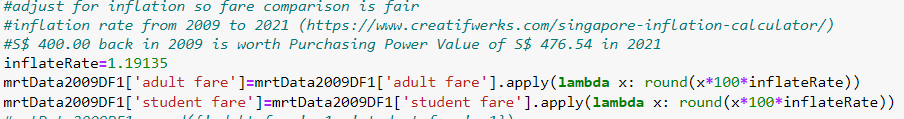 #adjust for inflation so fare comparison is fair
#inflation rate from 2009 to 2021 (https://www.creatifwerks.com/singapore-inflation-calculator/)
#S$ 400.00 back in 2009 is worth Purchasing Power Value of S$ 476.54 in 2021
inflateRate=1.19135
mrtData2009DF1['adult fare']=mrtData2009DF1['adult fare'].apply(lambda x: round(x*100*inflateRate))
mrtData2009DF1['student fare']=mrtData2009DF1['student fare'].apply(lambda x: round(x*100*inflateRate))